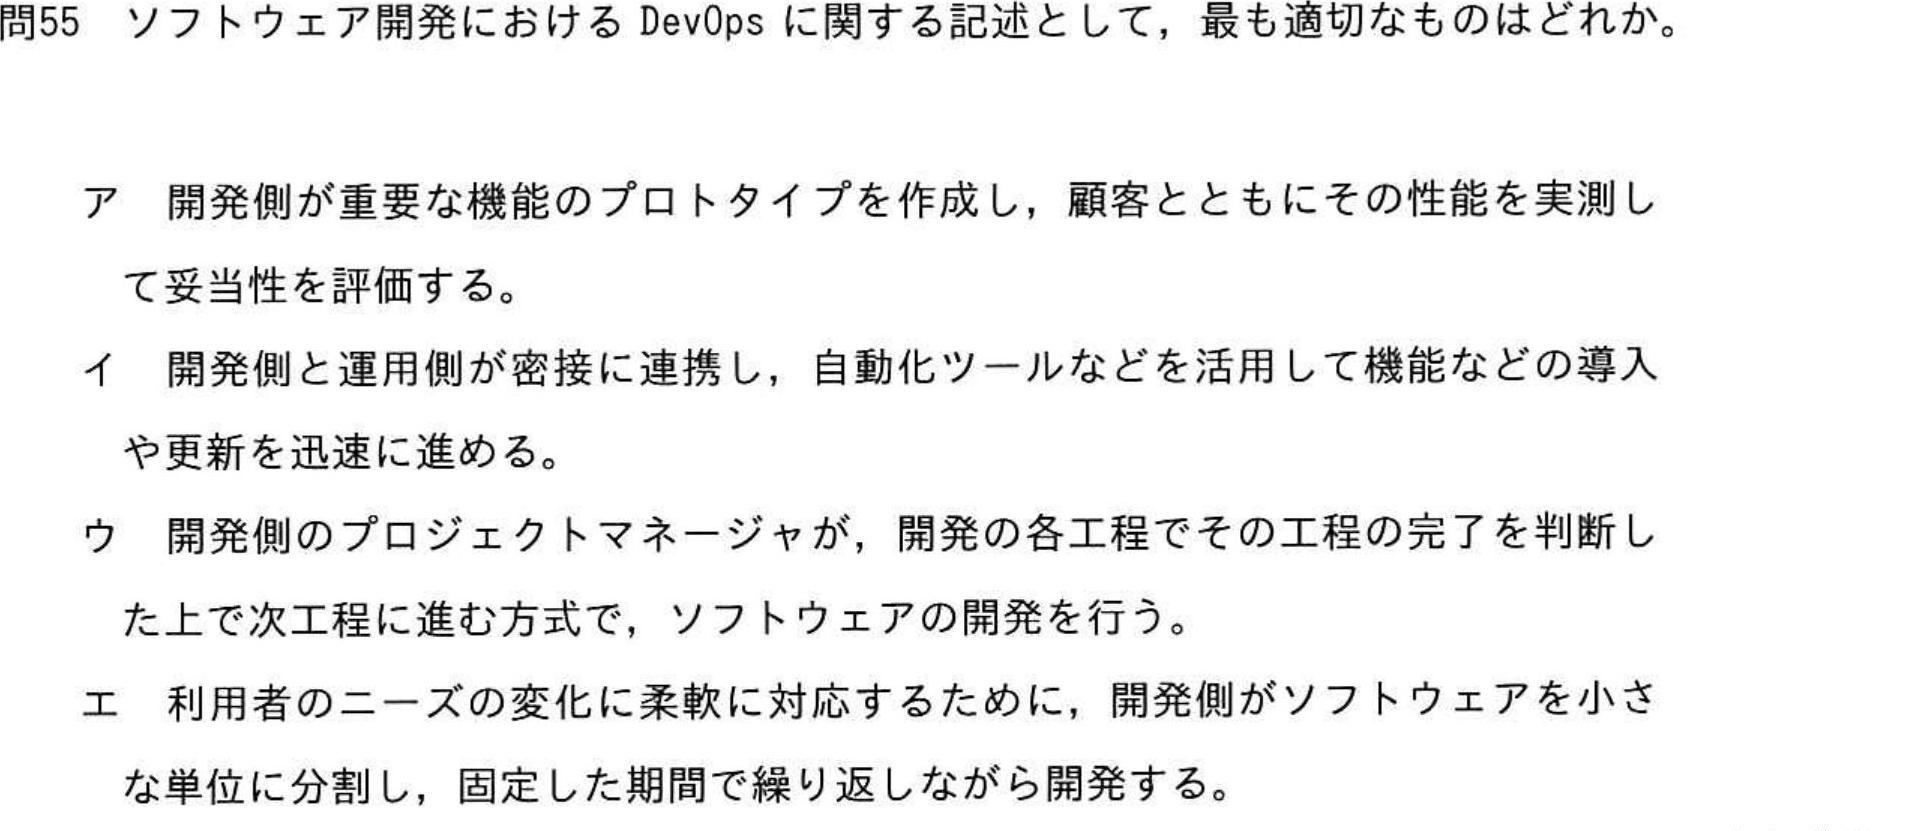 問55 ソフトウェア開発における DevOps に関する記述として，最も適切なものはどれか。
ア 開発側が重要な機能のプロトタイプを作成し，顧客とともにその性能を実測し
て妥当性を評価する。
イ 開発側と運用側が密接に連携し，自動化ツールなどを活用して機能などの導入
や更新を迅速に進める。
ウ 開発側のプロジェクトマネージャが，開発の各工程でその工程の完了を判断し
た上で次工程に進む方式で，ソフトウェアの開発を行う。
エ 利用者のニーズの変化に柔軟に対応するために，開発側がソフトウェアを小さ
な単位に分割し，固定した期間で繰り返しながら開発する。